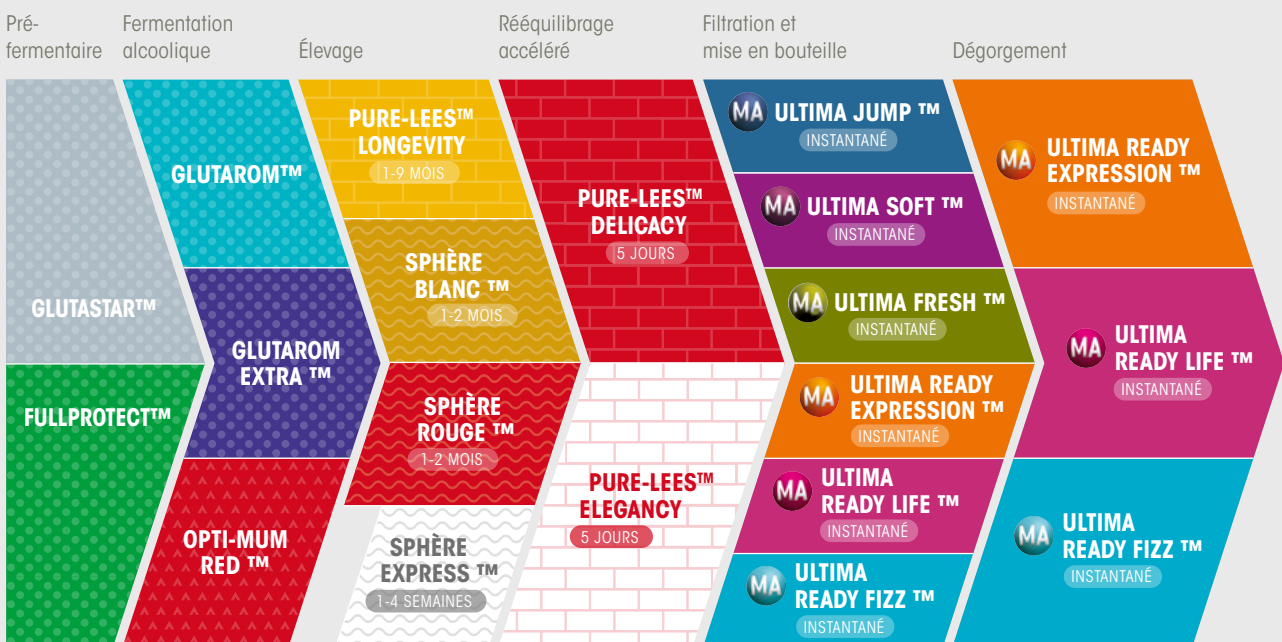 Pré-
fermentaire
Fermentation
alcoolique
Élevage
Rééquilibrage
accéléré
Filtration et
mise en bouteille
Dégorgement
GLUTASTAR™
FULLPROTECT™
GLUTAROM™
GLUTAROM
EXTRA ™
OPTI-MUM
RED ™
PURE-LEES™
LONGEVITY
1-9 MOIS
SPHÈRE
BLANC ™
1-2 MOIS
SPHÈRE
ROUGE ™
1-2 MOIS
SPHÈRE
EXPRESS ™
1-4 SEMAINES
PURE-LEES™
DELICACY
5 JOURS
PURE-LEES™
ELEGANCY
5 JOURS
MA ULTIMA JUMP ™
INSTANTANÉ
MA ULTIMA SOFT ™
INSTANTANÉ
MA ULTIMA FRESH ™
INSTANTANÉ
MA ULTIMA READY
EXPRESSION ™
INSTANTANÉ
MA ULTIMA
READY LIFE ™
INSTANTANÉ
MA ULTIMA
READY FIZZ ™
INSTANTANÉ
MA ULTIMA READY
EXPRESSION ™
INSTANTANÉ
MA ULTIMA
READY LIFE ™
INSTANTANÉ
MA ULTIMA
READY FIZZ ™
INSTANTANÉ